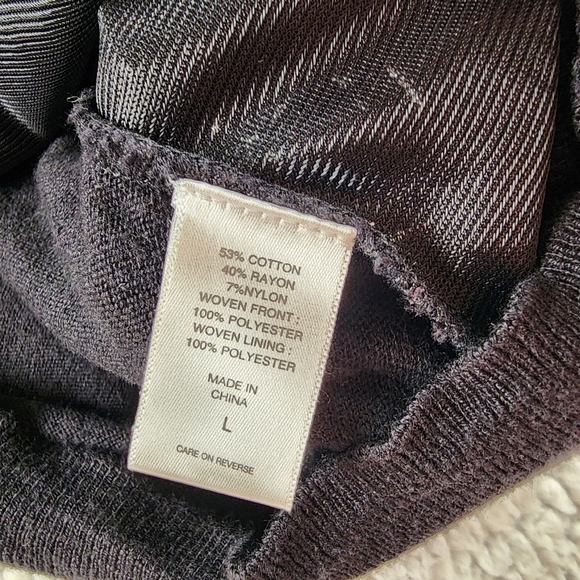 53% COTTON
40% RAYON
7%NYLON
WOVEN FRONT :
100% POLYESTER
WOVEN LINING :
100% POLYESTER
MADE IN
CHINA
L
CARE ON REVERSE